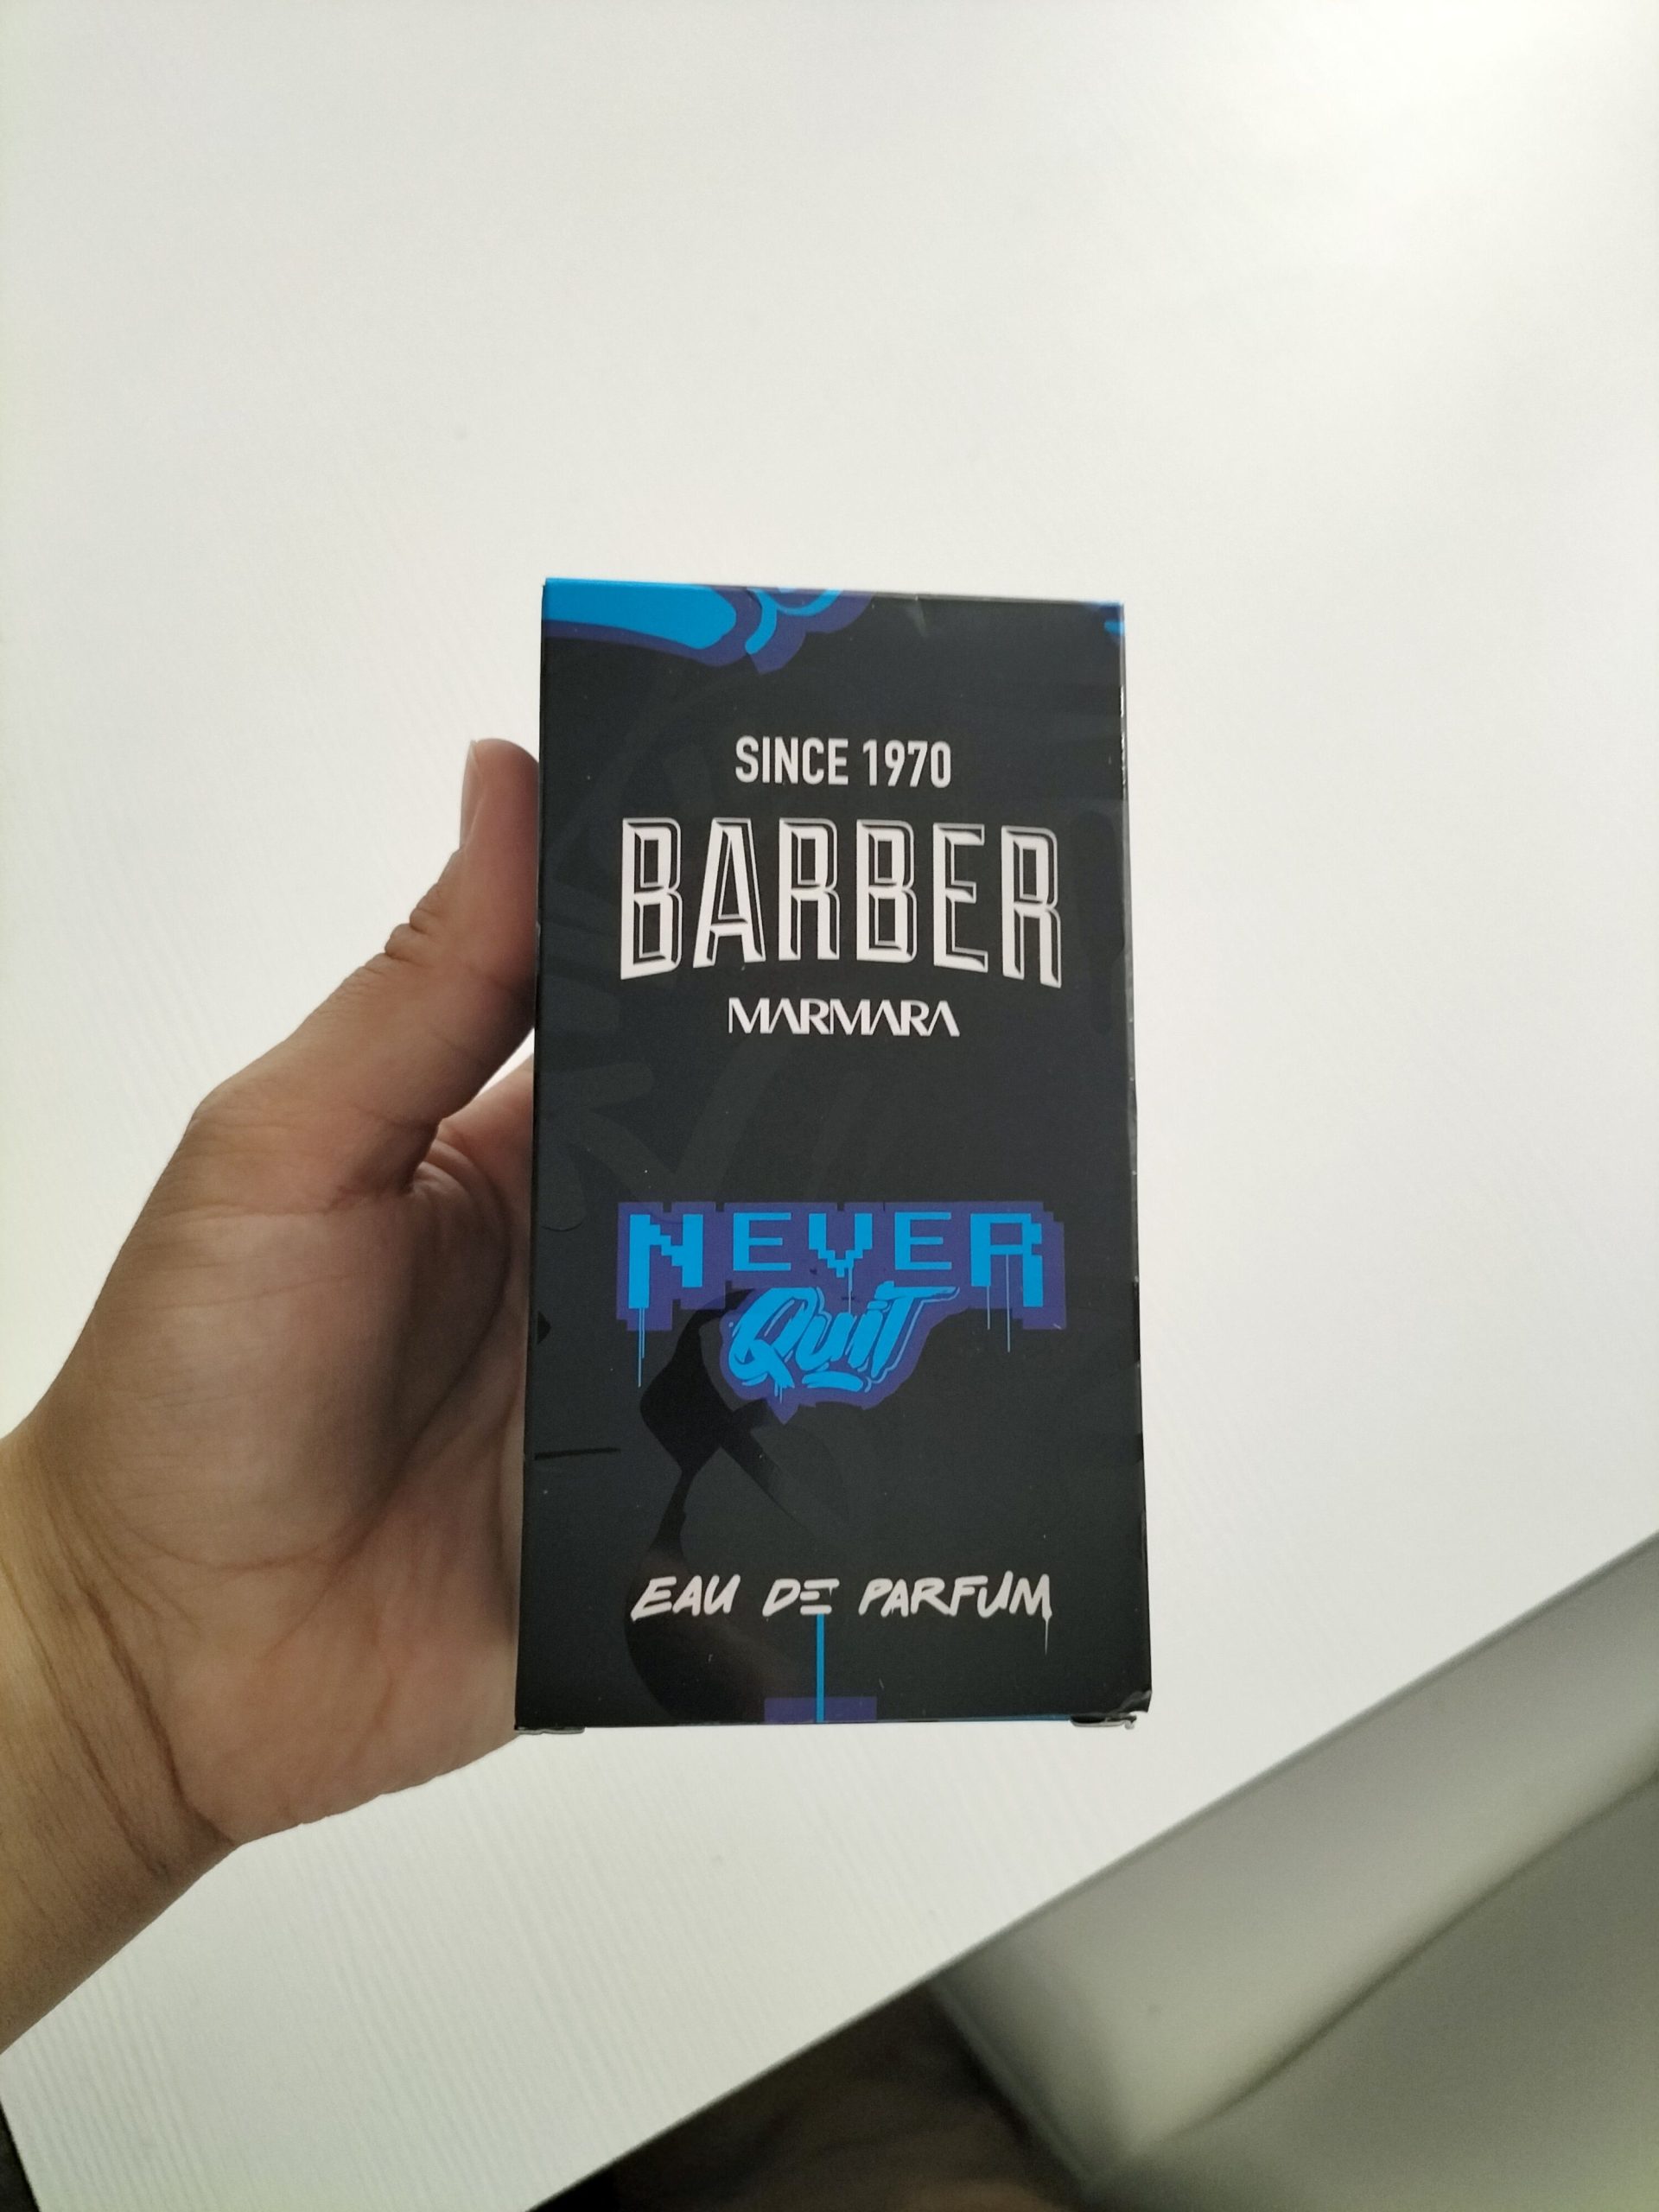 SINCE 1970
BARBER
MARMARA
NEVER
QuiT
EAU DE PARFUM